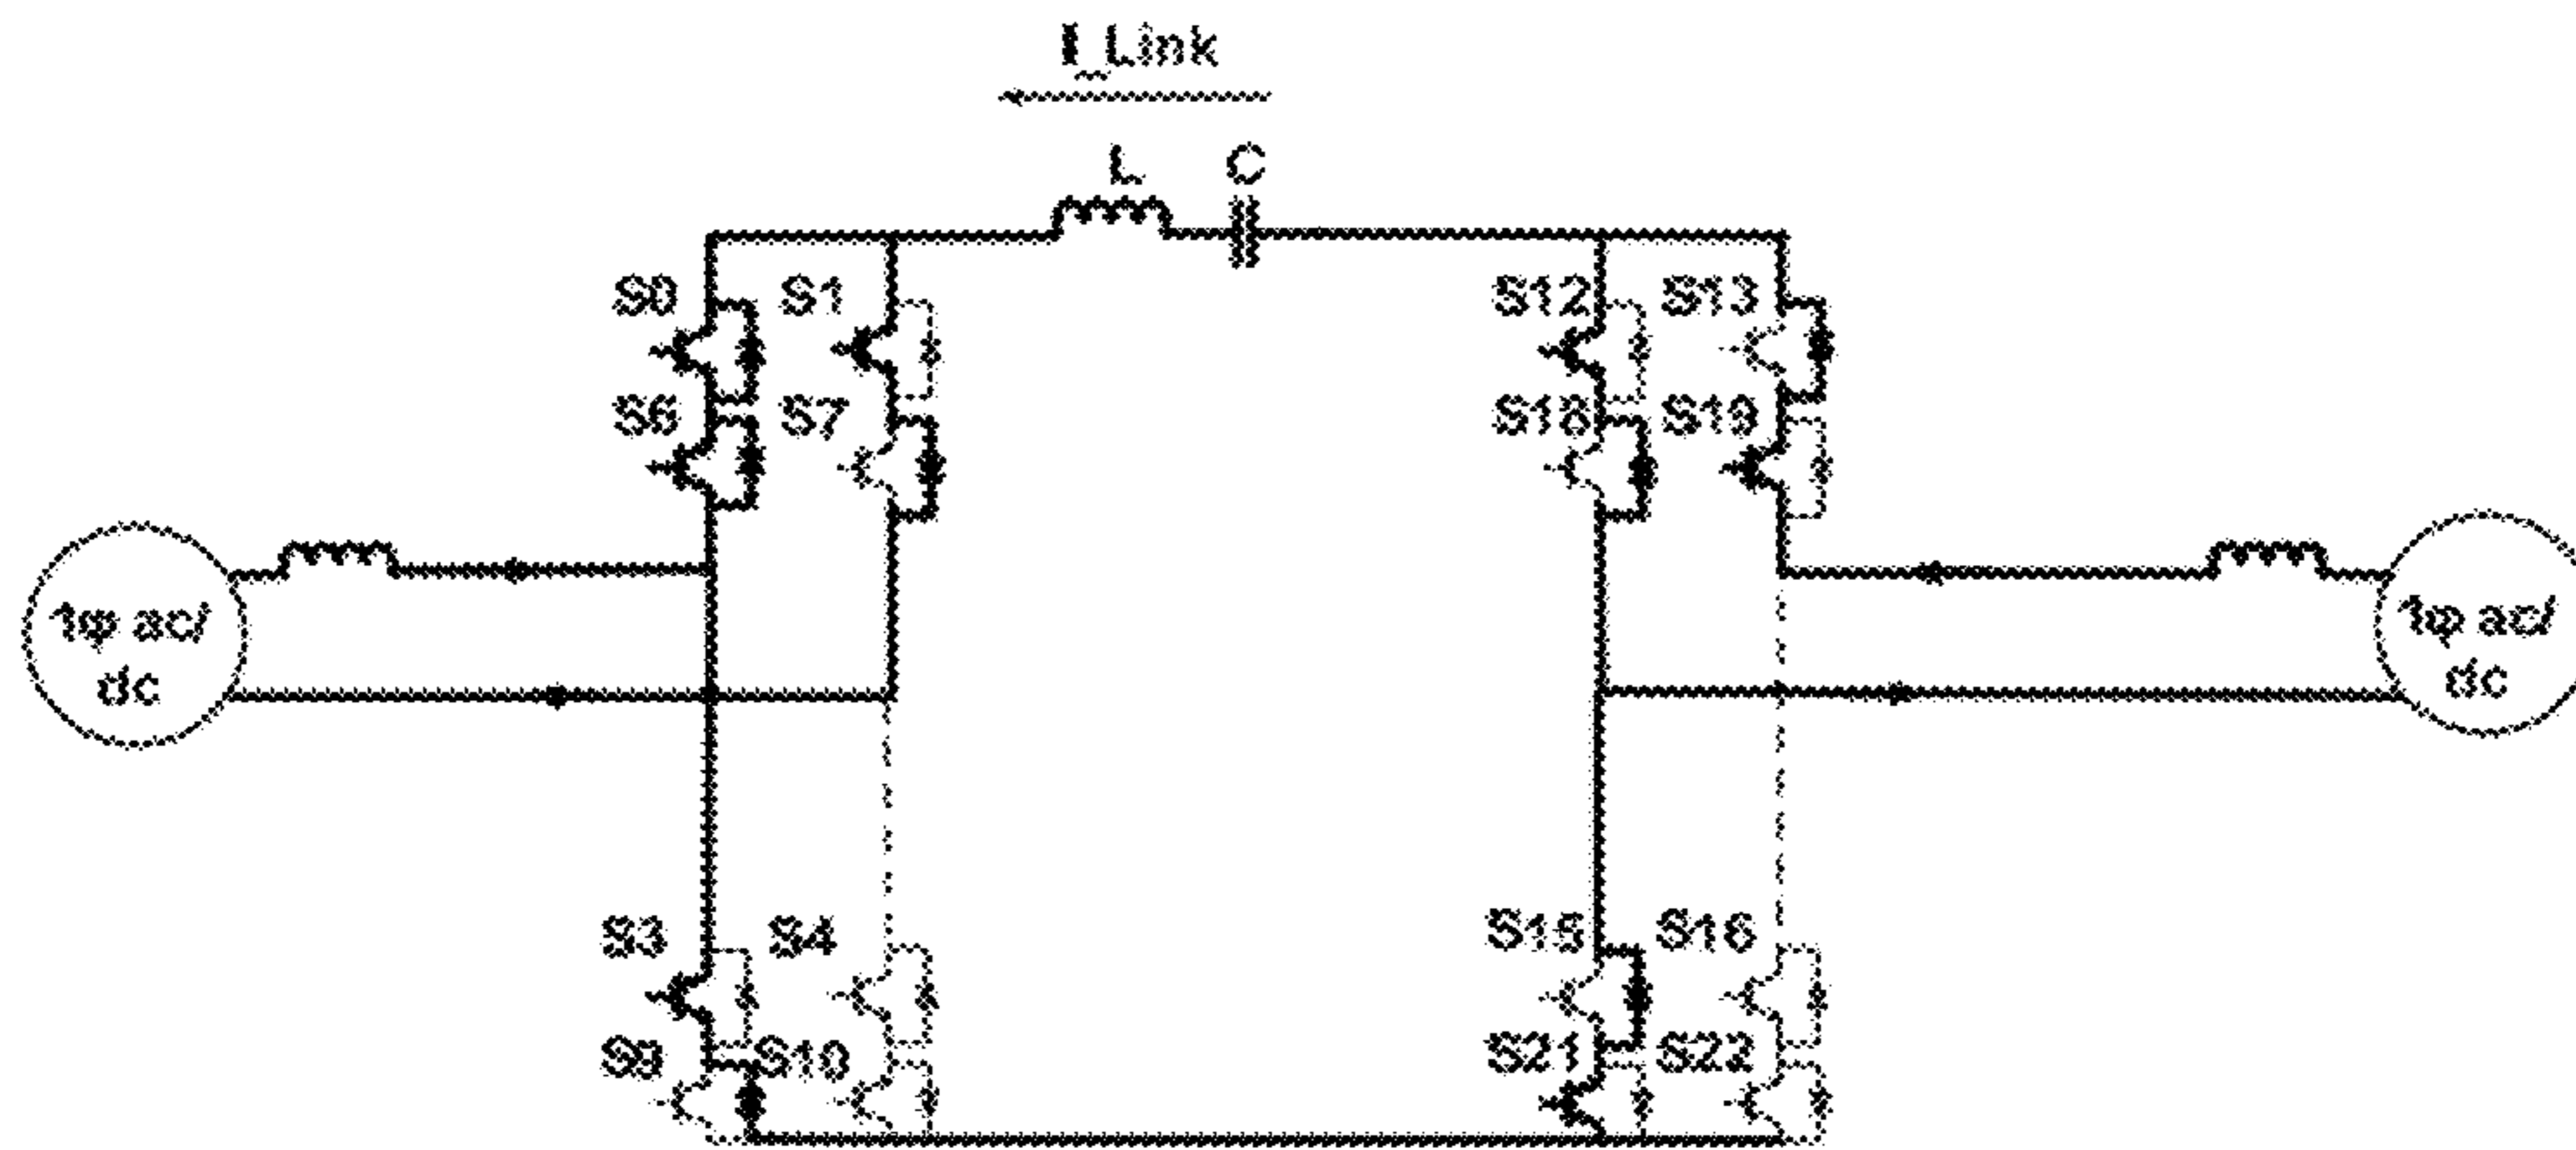 I_Link
L C
S0 S1 S12 S13
S6 S7 S18 S19
1φ ac/
dc
1φ ac/
dc
S3 S4 S15 S16
S9 S10 S21 S22